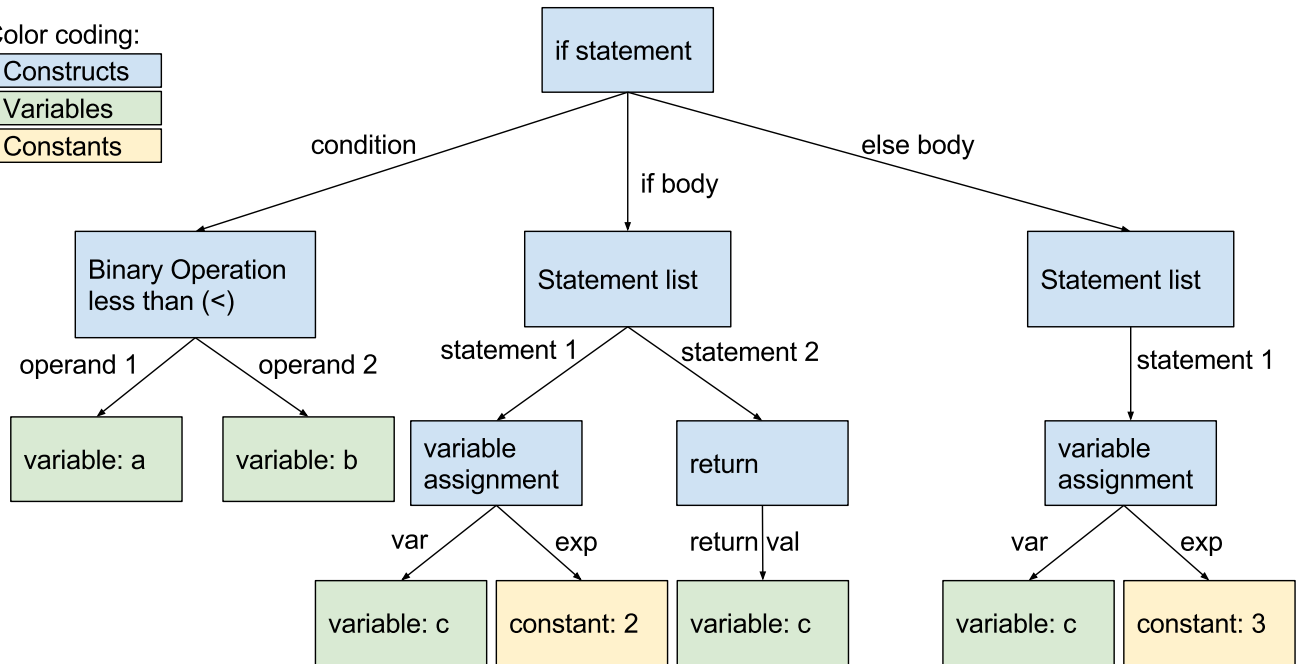 Color coding:
Constructs
Variables
Constants
if statement
condition
if body
else body
Binary Operation
less than (<)
Statement list
Statement list
operand 1
operand 2
statement 1
statement 2
statement 1
variable: a
variable: b
variable
assignment
return
variable
assignment
var
exp
return val
var
exp
variable: c
constant: 2
variable: c
variable: c
constant: 3